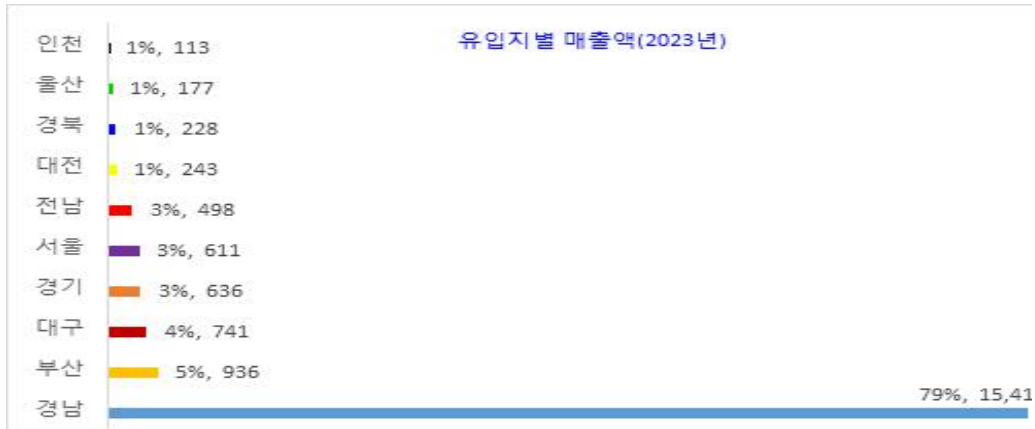 유입지별 매출액(2023년)
인천 1%, 113
울산 1%, 177
경북 1%, 228
대전 1%, 243
전남 3%, 498
서울 3%, 611
경기 3%, 636
대구 4%, 741
부산 5%, 936
경남 79%, 15,41